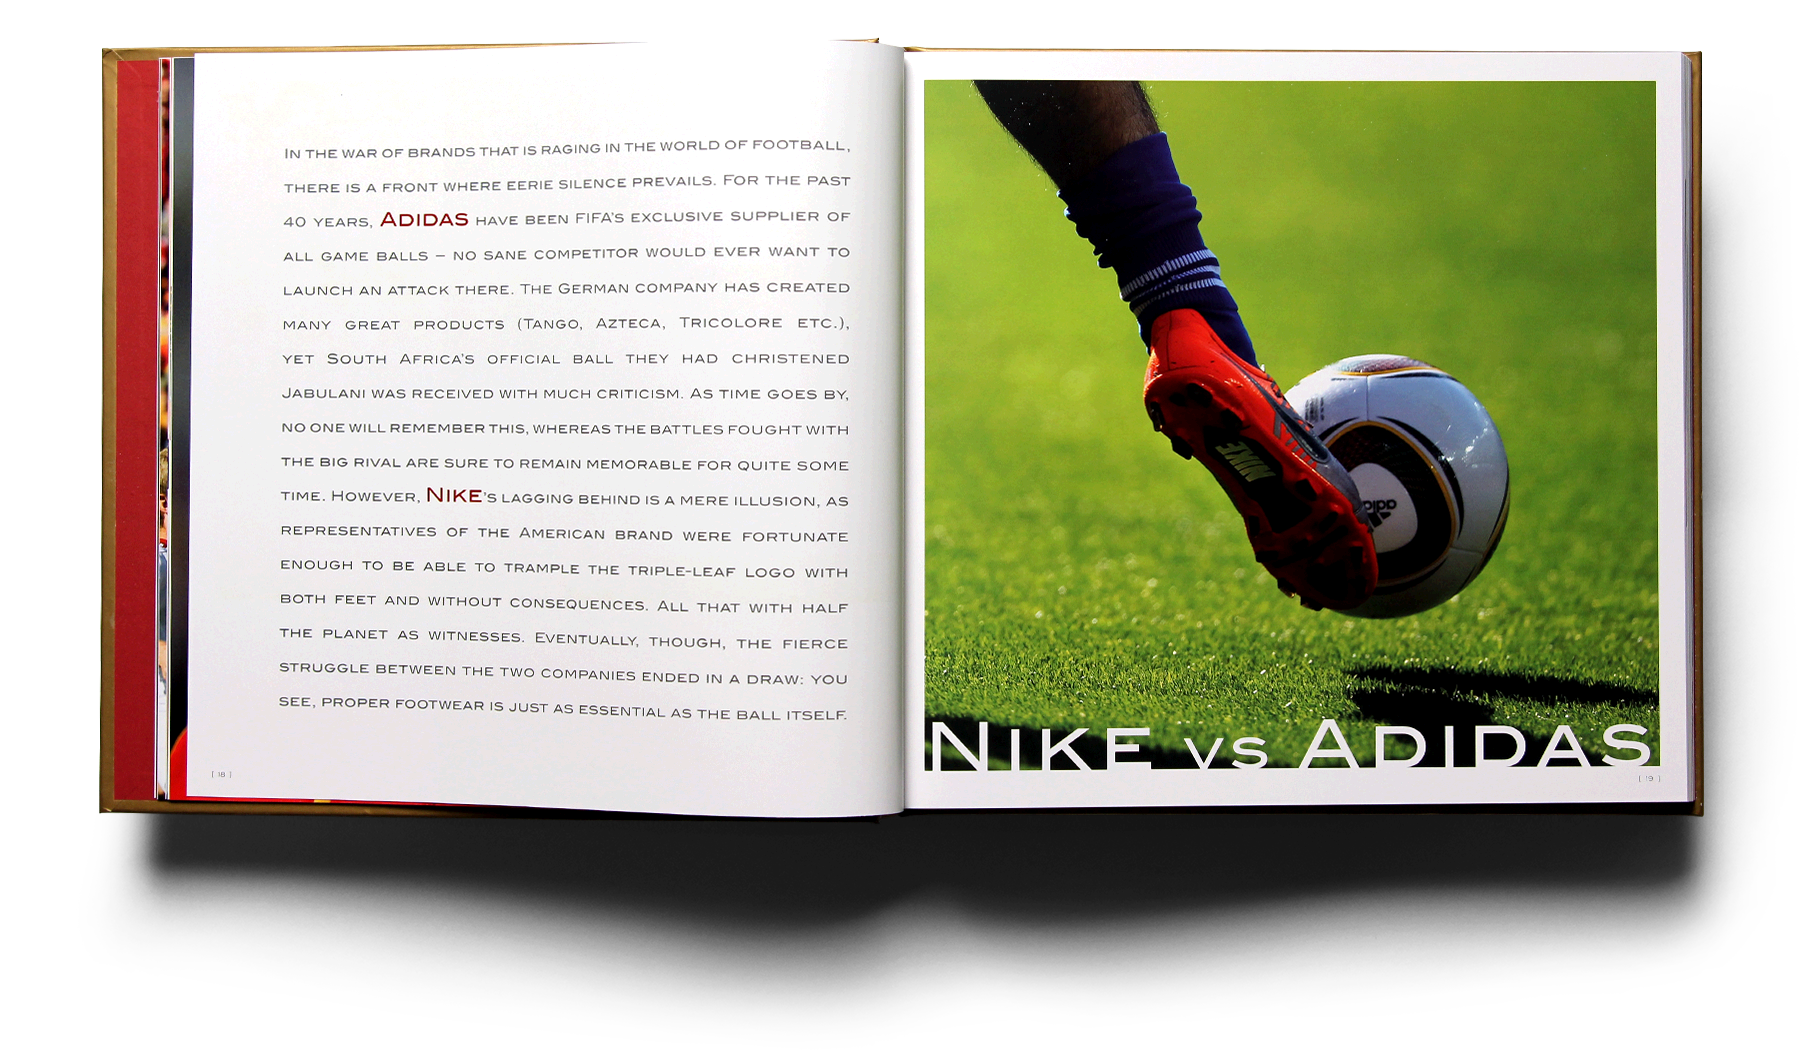 In the war of brands that is raging in the world of football,
there is a front where eerie silence prevails. For the past
40 years, Adidas have been FIFA's exclusive supplier of
all game balls – no sane competitor would ever want to
launch an attack there. The German company has created
many great products (Tango, Azteca, Tricolore etc.),
yet South Africa's official ball they had christened
Jabulani was received with much criticism. As time goes by,
no one will remember this, whereas the battles fought with
the big rival are sure to remain memorable for quite some
time. However, Nike's lagging behind is a mere illusion, as
representatives of the American brand were fortunate
enough to be able to trample the triple-leaf logo with
both feet and without consequences. All that with half
the planet as witnesses. Eventually, though, the fierce
struggle between the two companies ended in a draw: you
see, proper footwear is just as essential as the ball itself.
[ 18 ]
NIKE
adidas
Nike vs Adidas
[ 19 ]